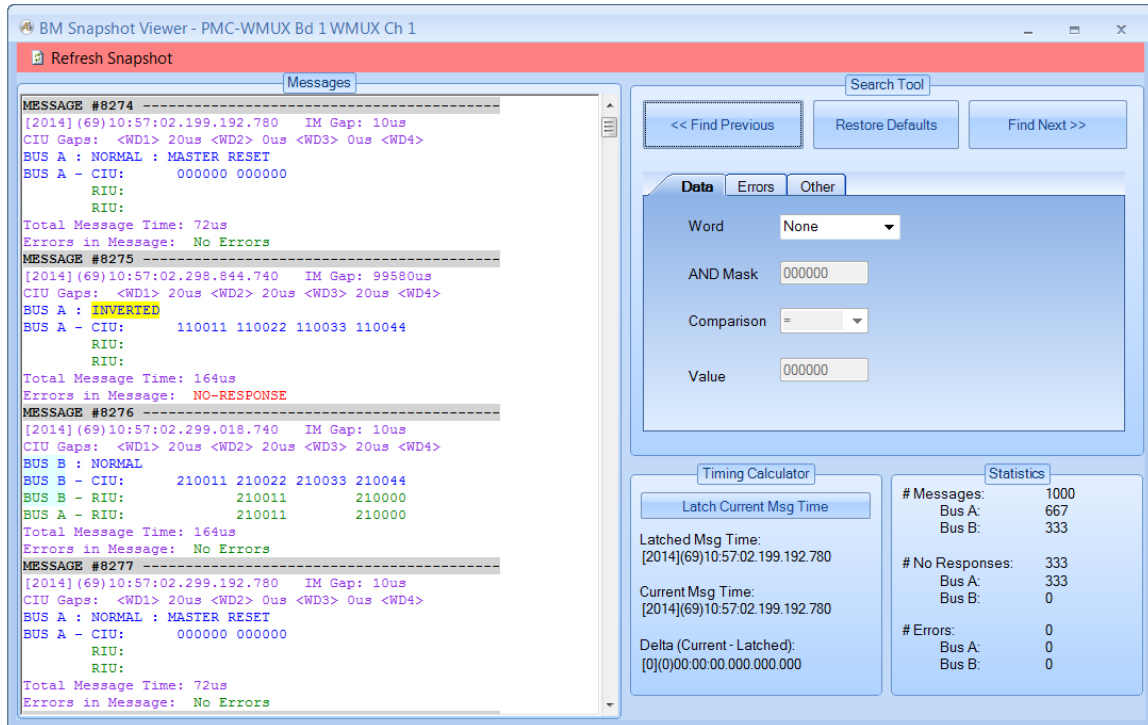 BM Snapshot Viewer - PMC-WMUX Bd 1 WMUX Ch 1
Refresh Snapshot
Messages
MESSAGE #8274 ---------------------------------------------
[2014](69)10:57:02.199.192.780   IM Gap: 10us
CIU Gaps:  <WD1> 20us <WD2> 0us <WD3> 0us <WD4>
BUS A : NORMAL : MASTER RESET
BUS A - CIU:      000000 000000
RIU:
RIU:
Total Message Time: 72us
Errors in Message:  No Errors
MESSAGE #8275 ---------------------------------------------
[2014](69)10:57:02.298.844.740   IM Gap: 99580us
CIU Gaps:  <WD1> 20us <WD2> 20us <WD3> 20us <WD4>
BUS A : INVERTED
BUS A - CIU:      110011 110022 110033 110044
RIU:
RIU:
Total Message Time: 164us
Errors in Message:  NO-RESPONSE
MESSAGE #8276 ---------------------------------------------
[2014](69)10:57:02.299.018.740   IM Gap: 10us
CIU Gaps:  <WD1> 20us <WD2> 20us <WD3> 20us <WD4>
BUS B : NORMAL
BUS B - CIU:      210011 210022 210033 210044
BUS B - RIU:             210011        210000
BUS A - RIU:             210011        210000
Total Message Time: 164us
Errors in Message:  No Errors
MESSAGE #8277 ---------------------------------------------
[2014](69)10:57:02.299.192.780   IM Gap: 10us
CIU Gaps:  <WD1> 20us <WD2> 0us <WD3> 0us <WD4>
BUS A : NORMAL : MASTER RESET
BUS A - CIU:      000000 000000
RIU:
RIU:
Total Message Time: 72us
Errors in Message:  No Errors
Search Tool
<< Find Previous   Restore Defaults   Find Next >>
Data   Errors   Other
Word   None
AND Mask   000000
Comparison   =
Value   000000
Timing Calculator
Latch Current Msg Time
Latched Msg Time:
[2014](69)10:57:02.199.192.780
Current Msg Time:
[2014](69)10:57:02.199.192.780
Delta (Current - Latched):
[0](0)00:00:00.000.000.000
Statistics
# Messages:   1000
Bus A:   667
Bus B:   333
# No Responses:   333
Bus A:   333
Bus B:   0
# Errors:   0
Bus A:   0
Bus B:   0